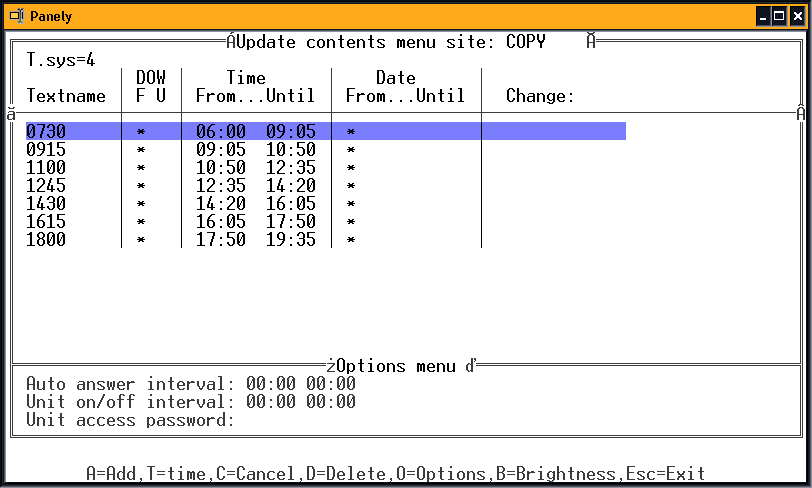 Panely
ÁUpdate contents menu site: COPY Ă
T.sys=4
DOW Time Date
Textname F U From...Until From...Until Change:
ă Â
0730 * 06:00 09:05 *
0915 * 09:05 10:50 *
1100 * 10:50 12:35 *
1245 * 12:35 14:20 *
1430 * 14:20 16:05 *
1615 * 16:05 17:50 *
1800 * 17:50 19:35 *
żOptions menu ď
Auto answer interval: 00:00 00:00
Unit on/off interval: 00:00 00:00
Unit access password:
A=Add,T=time,C=Cancel,D=Delete,O=Options,B=Brightness,Esc=Exit